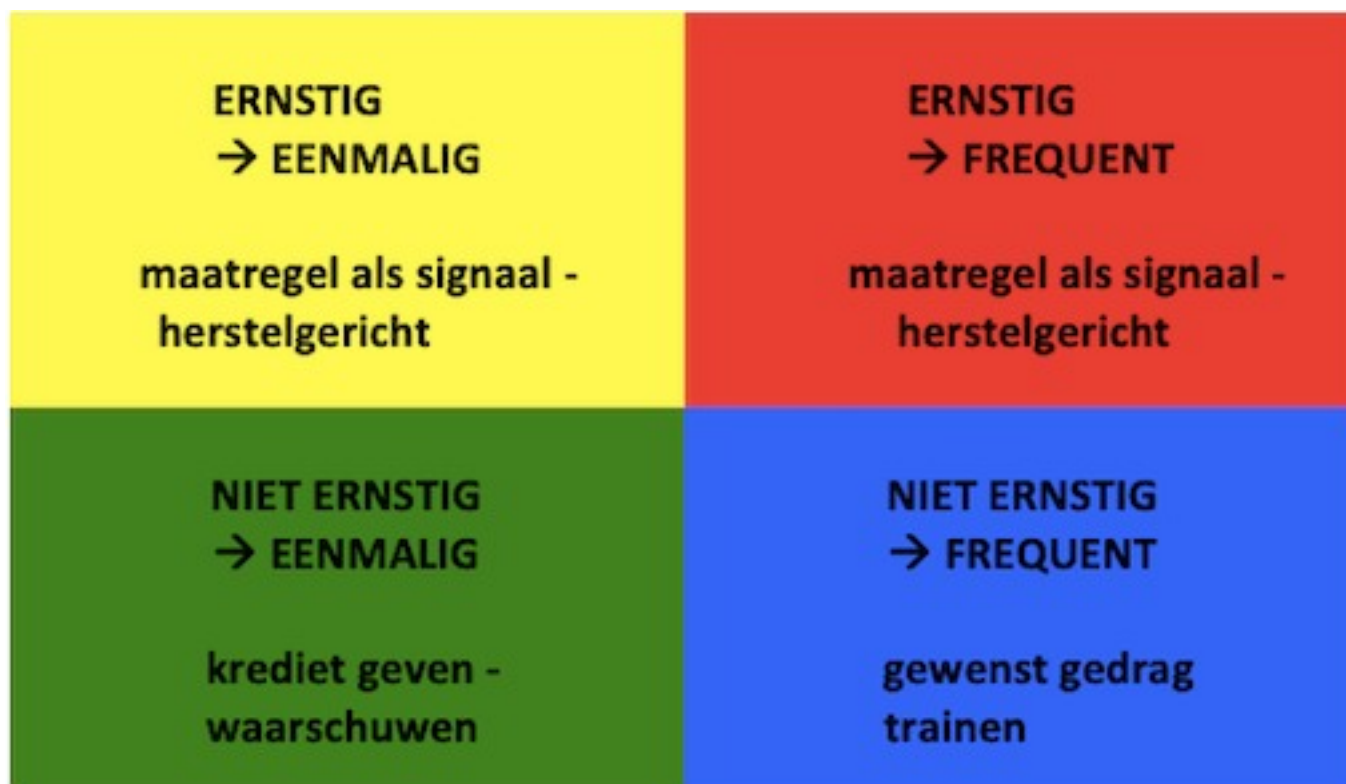 ERNSTIG
→ EENMALIG
maatregel als signaal -
herstelgericht
ERNSTIG
→ FREQUENT
maatregel als signaal -
herstelgericht
NIET ERNSTIG
→ EENMALIG
krediet geven -
waarschuwen
NIET ERNSTIG
→ FREQUENT
gewenst gedrag
trainen